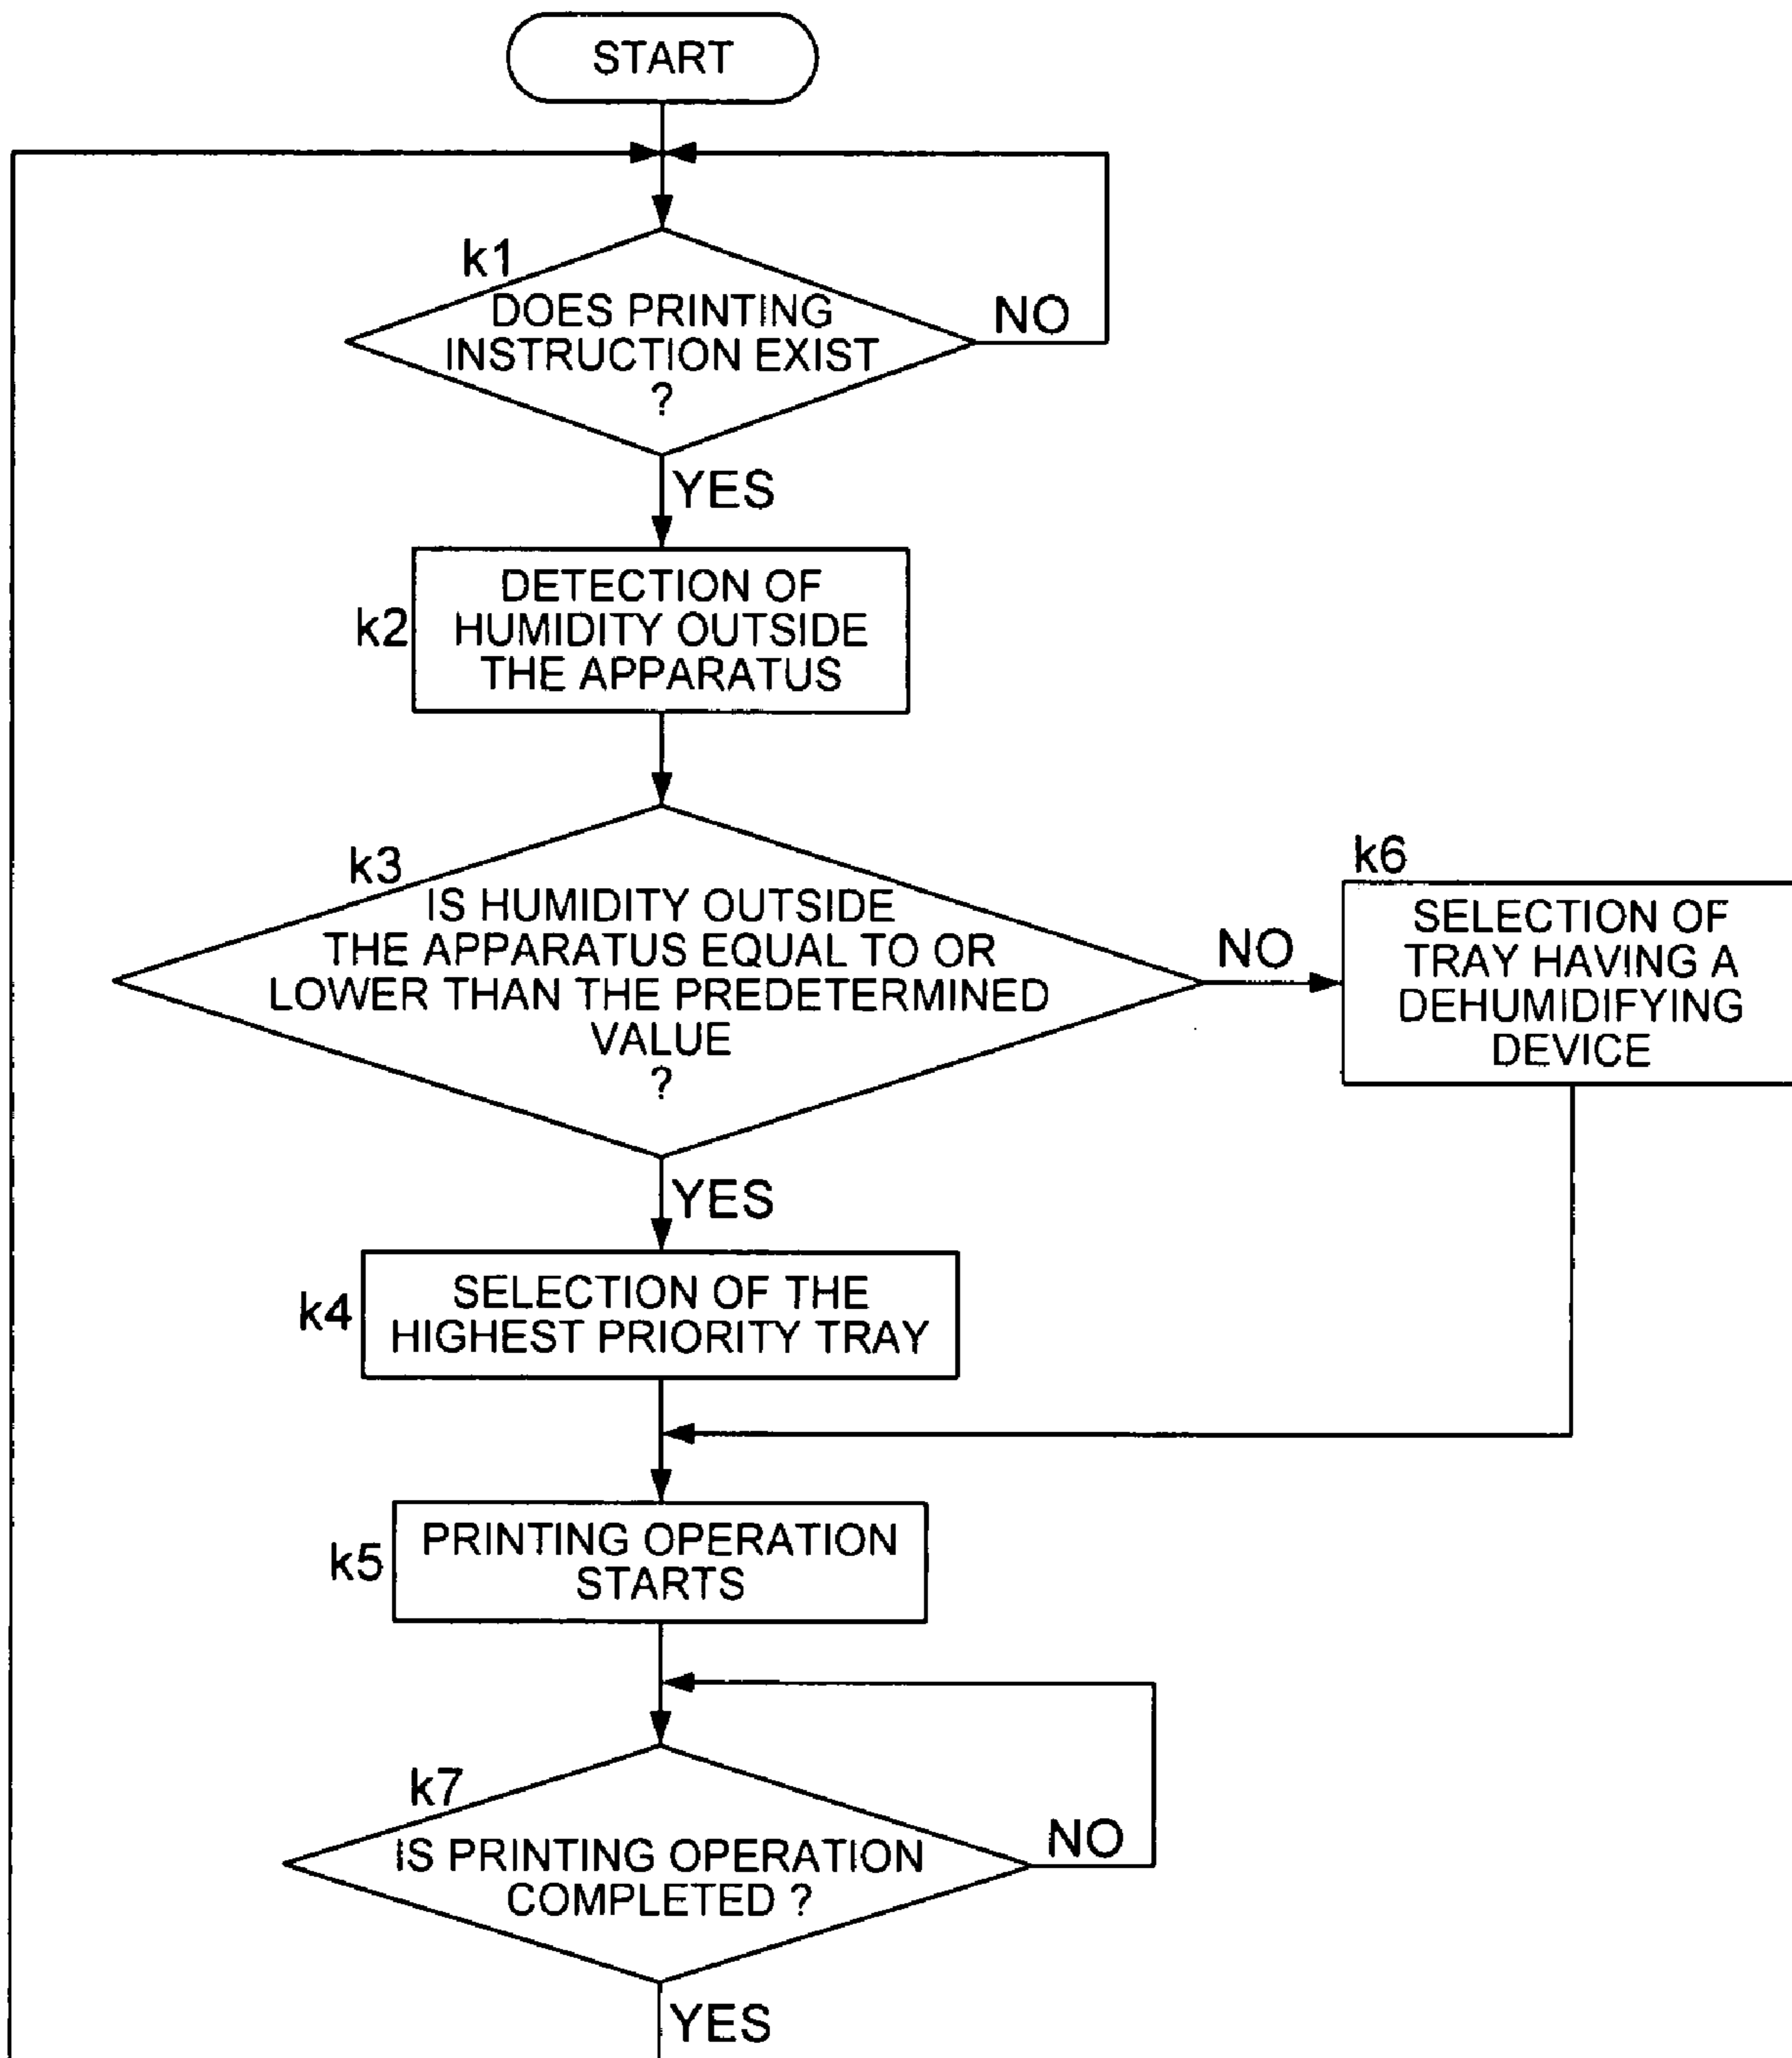 START
k1
DOES PRINTING
INSTRUCTION EXIST
?
NO
YES
k2
DETECTION OF
HUMIDITY OUTSIDE
THE APPARATUS
k3
IS HUMIDITY OUTSIDE
THE APPARATUS EQUAL TO OR
LOWER THAN THE PREDETERMINED
VALUE
?
NO
k6
SELECTION OF
TRAY HAVING A
DEHUMIDIFYING
DEVICE
YES
k4
SELECTION OF THE
HIGHEST PRIORITY TRAY
k5
PRINTING OPERATION
STARTS
k7
IS PRINTING OPERATION
COMPLETED ?
NO
YES